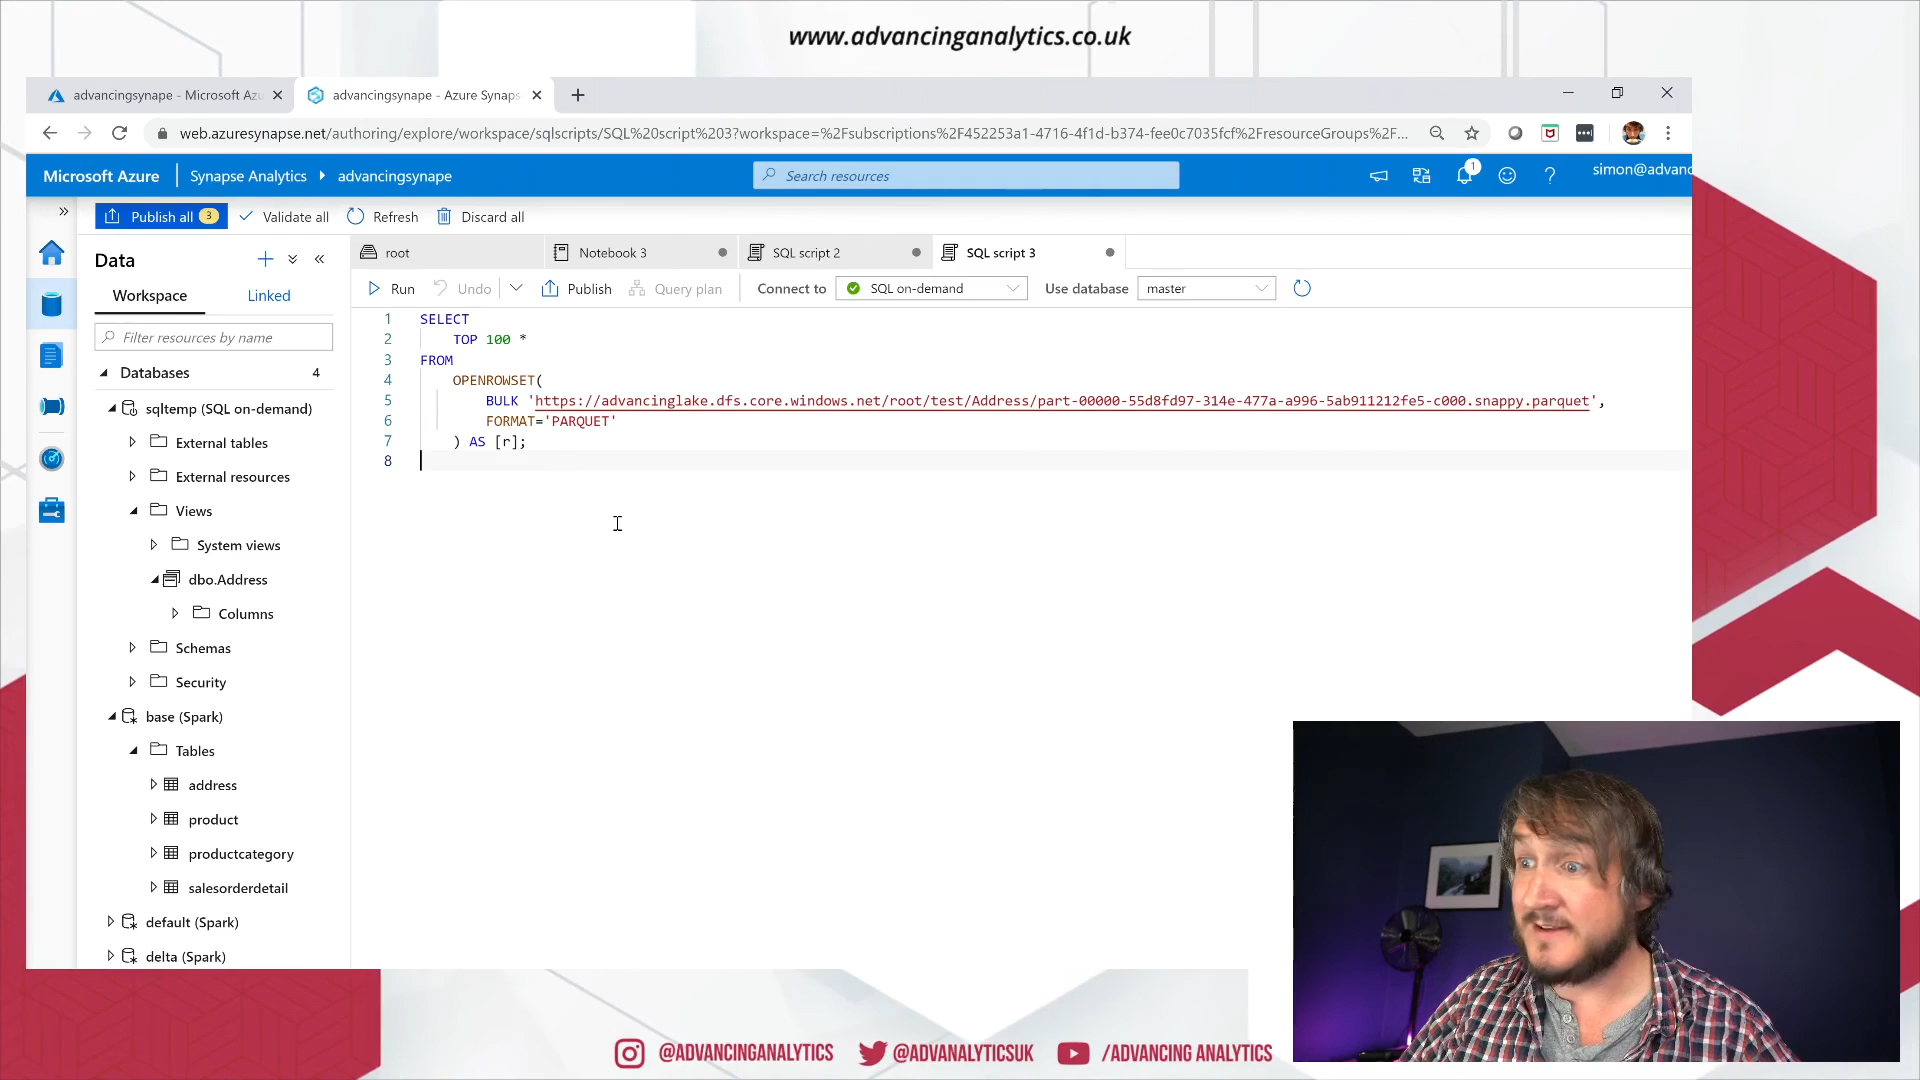 www.advancinganalytics.co.uk
advancingsynape - Microsoft Azu
advancingsynape - Azure Synaps
web.azuresynapse.net/authoring/explore/workspace/sqlscripts/SQL%20script%203?workspace=%2Fsubscriptions%2F452253a1-4716-4f1d-b374-fee0c7035fcf%2FresourceGroups%2F...
Microsoft Azure
Synapse Analytics
advancingsynape
Search resources
1
?
simon@advanc
Publish all 3
Validate all
Refresh
Discard all
Data
root
Notebook 3
SQL script 2
SQL script 3
Workspace
Linked
Run
Undo
Publish
Query plan
Connect to
SQL on-demand
Use database
master
Filter resources by name
Databases 4
sqltemp (SQL on-demand)
External tables
External resources
Views
System views
dbo.Address
Columns
Schemas
Security
base (Spark)
Tables
address
product
productcategory
salesorderdetail
default (Spark)
delta (Spark)
1 SELECT
2 TOP 100 *
3 FROM
4 OPENROWSET(
5 BULK 'https://advancinglake.dfs.core.windows.net/root/test/Address/part-00000-55d8fd97-314e-477a-a996-5ab911212fe5-c000.snappy.parquet',
6 FORMAT='PARQUET'
7 ) AS [r];
8
@ADVANCINGANALYTICS
@ADVANALYTICSUK
/ADVANCING ANALYTICS